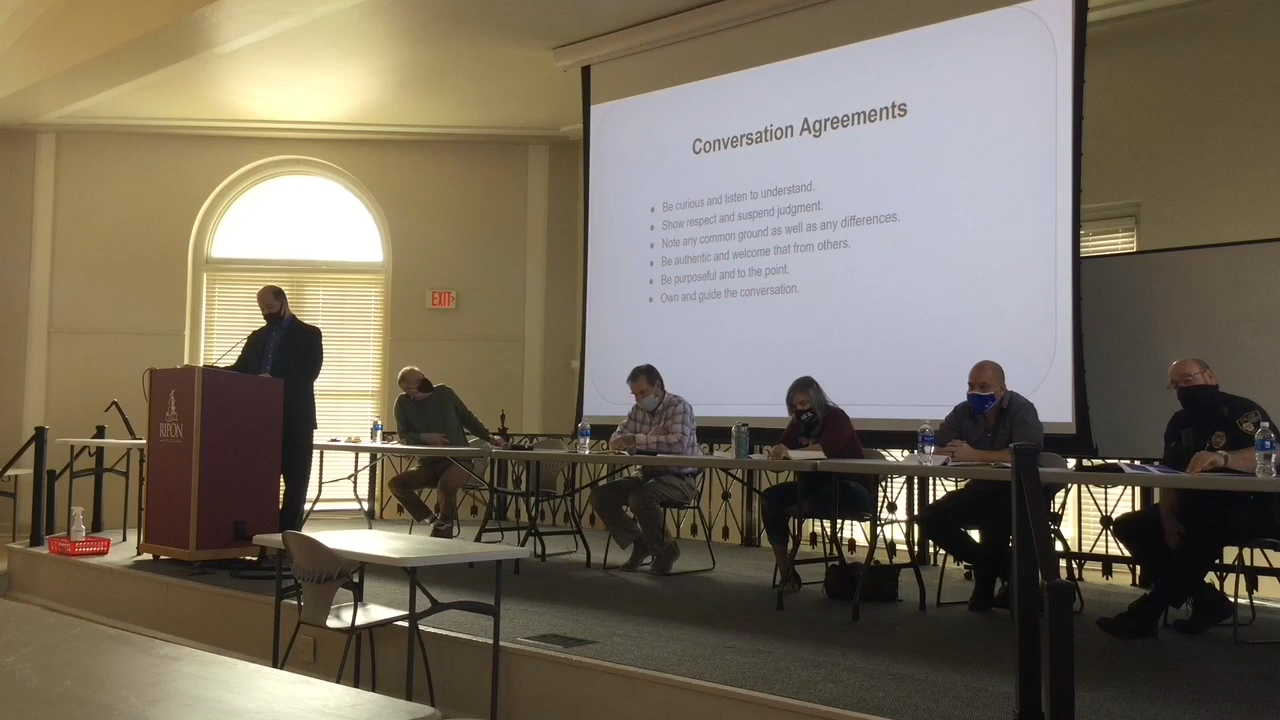 Conversation Agreements
Be curious and listen to understand.
Show respect and suspend judgment.
Note any common ground as well as any differences.
Be authentic and welcome that from others.
Be purposeful and to the point.
Own and guide the conversation.
EXIT
RIPON